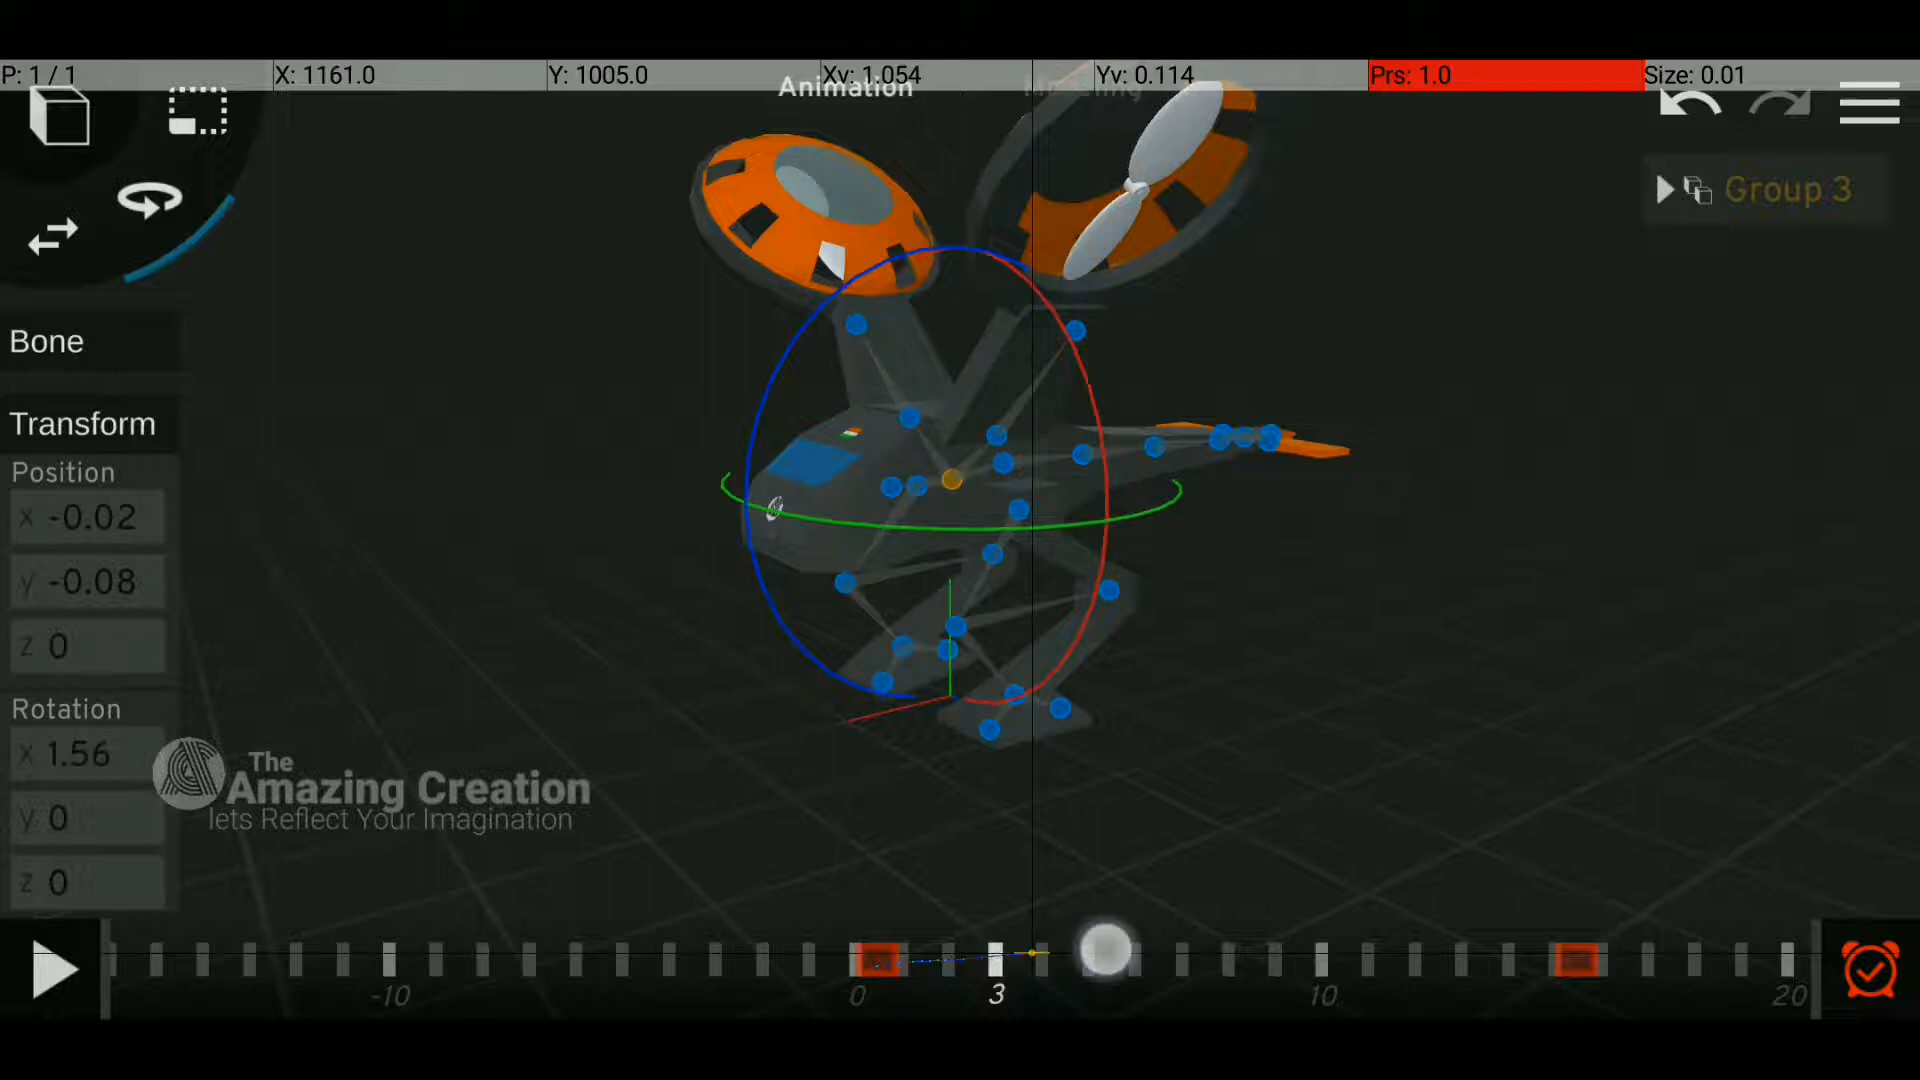 P: 1 / 1
X: 1161.0
Y: 1005.0
Xv: 1.054
Yv: 0.114
Prs: 1.0
Size: 0.01
Animation
Modeling
Group 3
Bone
Transform
Position
x -0.02
y -0.08
z 0
Rotation
x 1.56
y 0
z 0
The
Amazing Creation
lets Reflect Your Imagination
-10
0
3
10
20